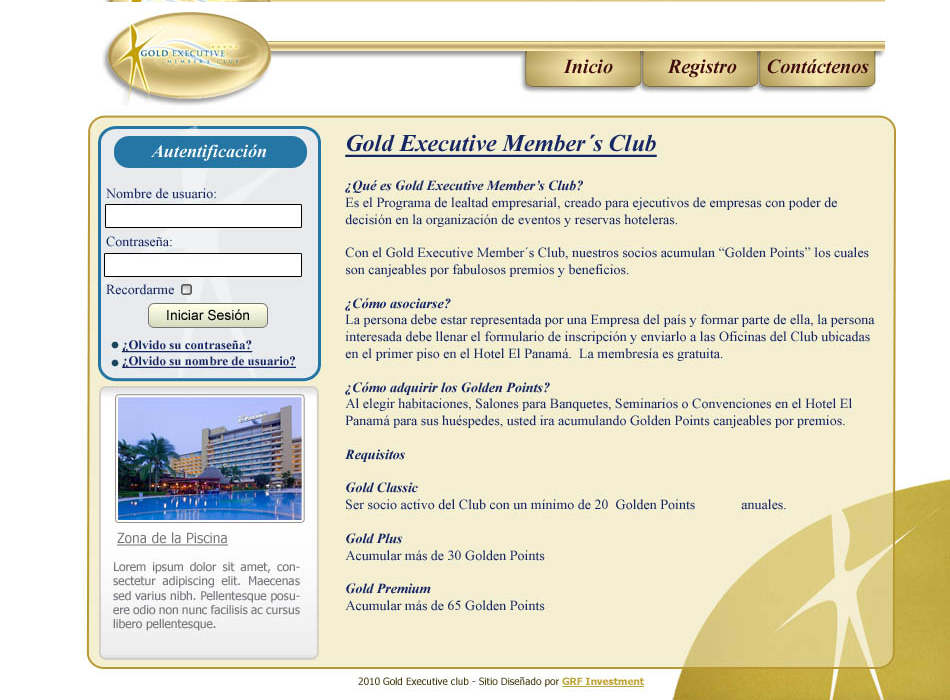 GOLD EXECUTIVE
MEMBERS CLUB
Inicio
Registro
Contáctenos
Autentificación
Nombre de usuario:
Contraseña:
Recordarme
Iniciar Sesión
¿Olvido su contraseña?
¿Olvido su nombre de usuario?
Zona de la Piscina
Lorem ipsum dolor sit amet, con-
sectetur adipiscing elit. Maecenas
sed varius nibh. Pellentesque posu-
ere odio non nunc facilisis ac cursus
libero pellentesque.
Gold Executive Member´s Club
¿Qué es Gold Executive Member’s Club?
Es el Programa de lealtad empresarial, creado para ejecutivos de empresas con poder de
decisión en la organización de eventos y reservas hoteleras.
Con el Gold Executive Member´s Club, nuestros socios acumulan “Golden Points” los cuales
son canjeables por fabulosos premios y beneficios.
¿Cómo asociarse?
La persona debe estar representada por una Empresa del país y formar parte de ella, la persona
interesada debe llenar el formulario de inscripción y enviarlo a las Oficinas del Club ubicadas
en el primer piso en el Hotel El Panamá.  La membresía es gratuita.
¿Cómo adquirir los Golden Points?
Al elegir habitaciones, Salones para Banquetes, Seminarios o Convenciones en el Hotel El
Panamá para sus huéspedes, usted ira acumulando Golden Points canjeables por premios.
Requisitos
Gold Classic
Ser socio activo del Club con un mínimo de 20  Golden Points anuales.
Gold Plus
Acumular más de 30 Golden Points
Gold Premium
Acumular más de 65 Golden Points
2010 Gold Executive club - Sitio Diseñado por GRF Investment